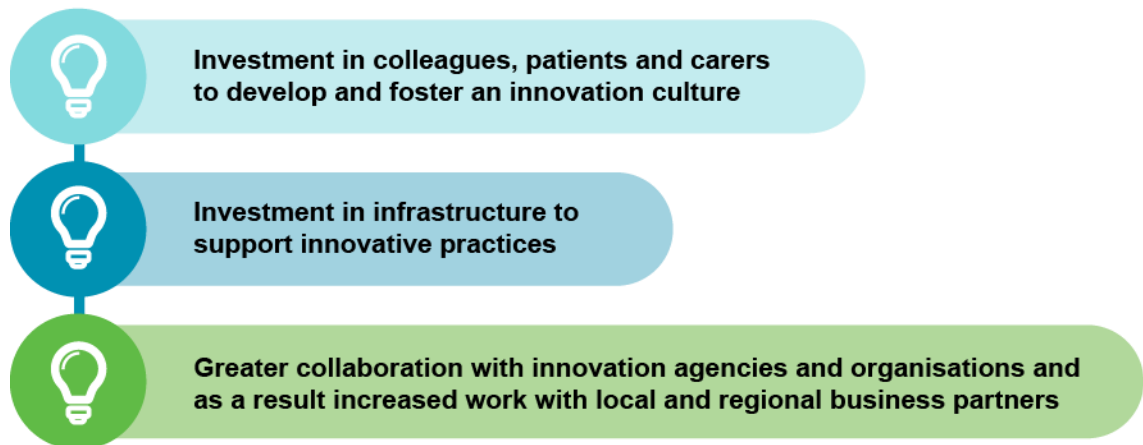 Investment in colleagues, patients and carers
to develop and foster an innovation culture
Investment in infrastructure to
support innovative practices
Greater collaboration with innovation agencies and organisations and
as a result increased work with local and regional business partners